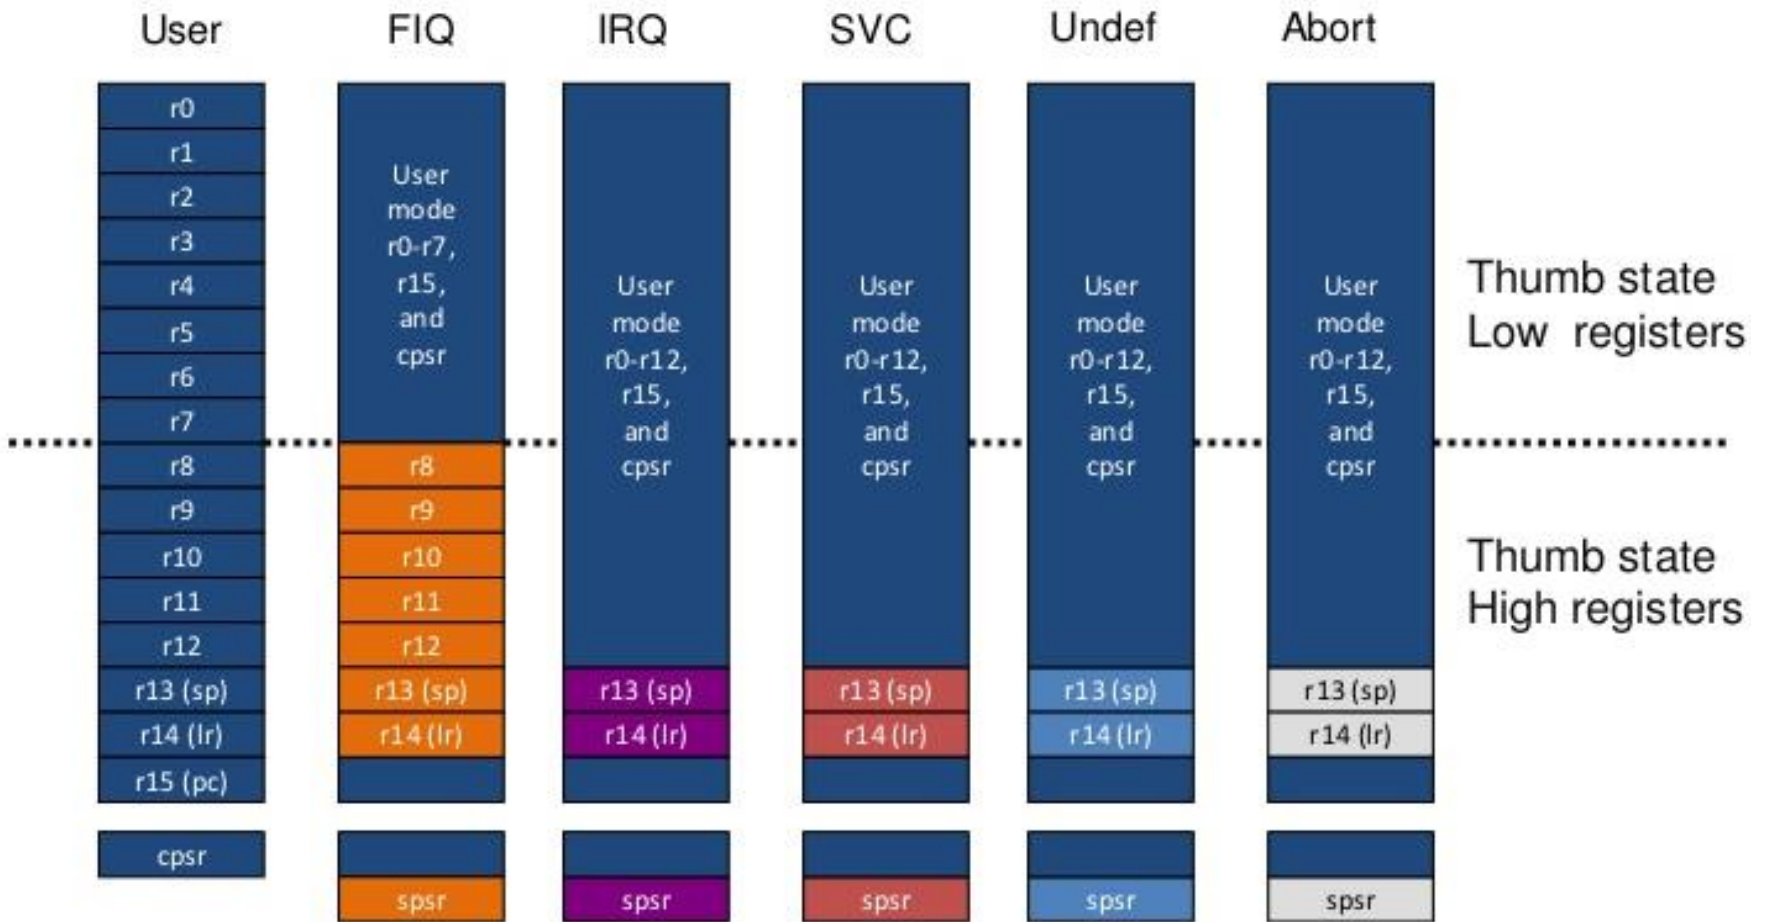 User FIQ IRQ SVC Undef Abort
r0
r1
r2
r3
r4
r5
r6
r7
r8
r9
r10
r11
r12
r13 (sp)
r14 (lr)
r15 (pc)
cpsr
User
mode
r0-r7,
r15,
and
cpsr
r8
r9
r10
r11
r12
r13 (sp)
r14 (lr)
spsr
User
mode
r0-r12,
r15,
and
cpsr
r13 (sp)
r14 (lr)
spsr
User
mode
r0-r12,
r15,
and
cpsr
r13 (sp)
r14 (lr)
spsr
User
mode
r0-r12,
r15,
and
cpsr
r13 (sp)
r14 (lr)
spsr
User
mode
r0-r12,
r15,
and
cpsr
r13 (sp)
r14 (lr)
spsr
Thumb state
Low registers
Thumb state
High registers